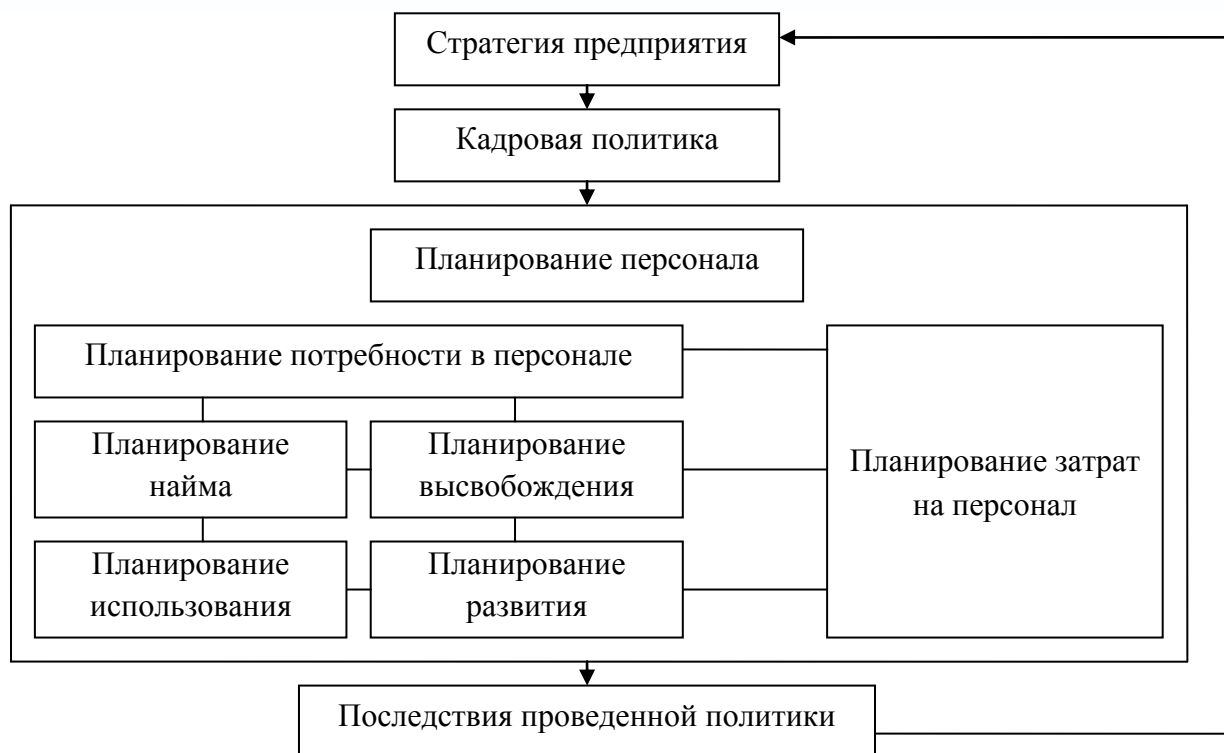 Стратегия предприятия
Кадровая политика
Планирование персонала
Планирование потребности в персонале
Планирование
найма
Планирование
высвобождения
Планирование затрат
на персонал
Планирование
использования
Планирование
развития
Последствия проведенной политики